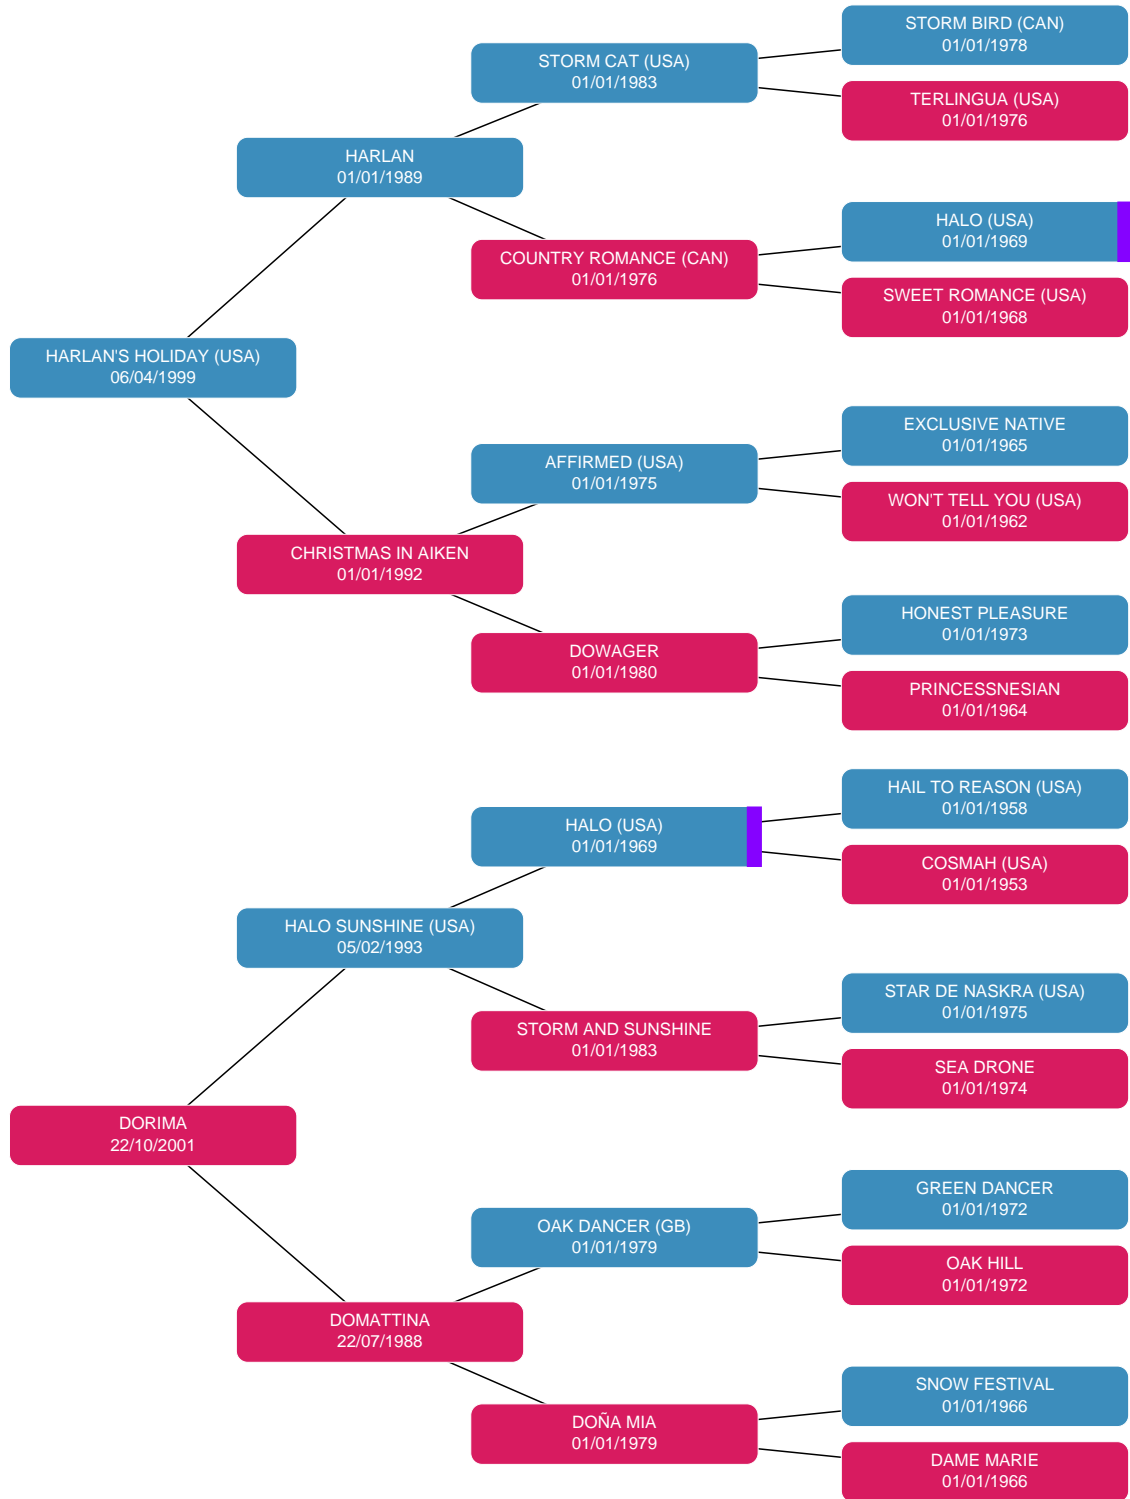 STORM BIRD (CAN)
01/01/1978
STORM CAT (USA)
01/01/1983
TERLINGUA (USA)
01/01/1976
HARLAN
01/01/1989
HALO (USA)
01/01/1969
COUNTRY ROMANCE (CAN)
01/01/1976
SWEET ROMANCE (USA)
01/01/1968
HARLAN'S HOLIDAY (USA)
06/04/1999
EXCLUSIVE NATIVE
01/01/1965
AFFIRMED (USA)
01/01/1975
WON'T TELL YOU (USA)
01/01/1962
CHRISTMAS IN AIKEN
01/01/1992
HONEST PLEASURE
01/01/1973
DOWAGER
01/01/1980
PRINCESSNESIAN
01/01/1964
HAIL TO REASON (USA)
01/01/1958
HALO (USA)
01/01/1969
COSMAH (USA)
01/01/1953
HALO SUNSHINE (USA)
05/02/1993
STAR DE NASKRA (USA)
01/01/1975
STORM AND SUNSHINE
01/01/1983
SEA DRONE
01/01/1974
DORIMA
22/10/2001
GREEN DANCER
01/01/1972
OAK DANCER (GB)
01/01/1979
OAK HILL
01/01/1972
DOMATTINA
22/07/1988
SNOW FESTIVAL
01/01/1966
DOÑA MIA
01/01/1979
DAME MARIE
01/01/1966